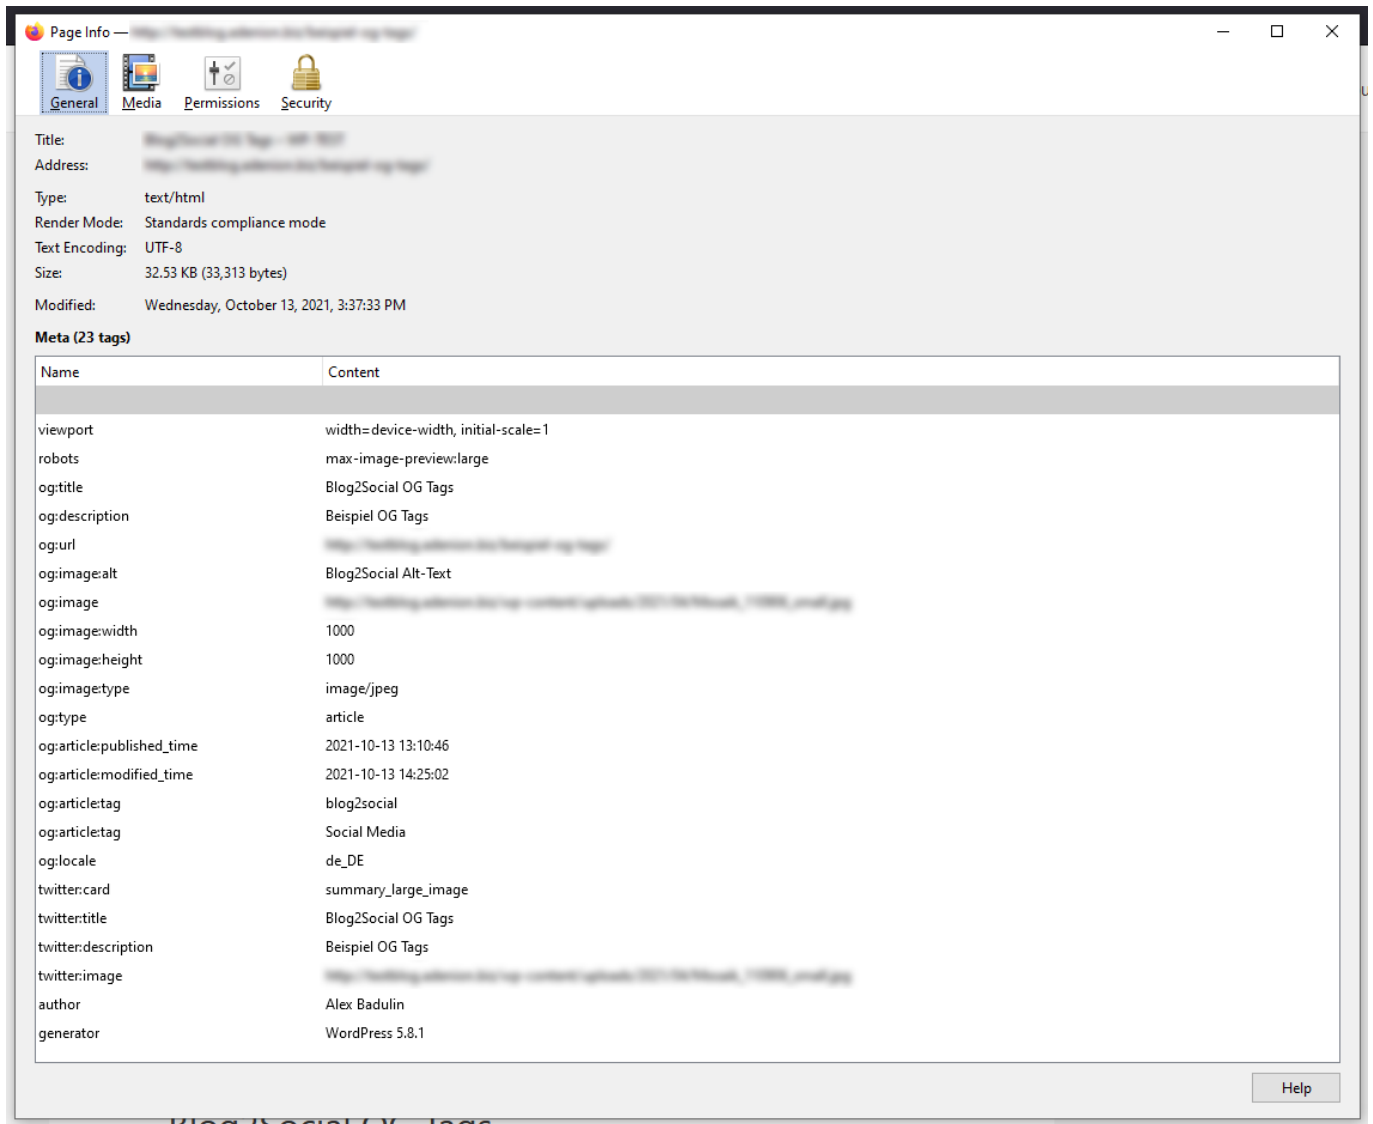 Page Info —
General Media Permissions Security
Title:
Address:
Type: text/html
Render Mode: Standards compliance mode
Text Encoding: UTF-8
Size: 32.53 KB (33,313 bytes)
Modified: Wednesday, October 13, 2021, 3:37:33 PM
Meta (23 tags)
Name Content
viewport width=device-width, initial-scale=1
robots max-image-preview:large
og:title Blog2Social OG Tags
og:description Beispiel OG Tags
og:url
og:image:alt Blog2Social Alt-Text
og:image
og:image:width 1000
og:image:height 1000
og:image:type image/jpeg
og:type article
og:article:published_time 2021-10-13 13:10:46
og:article:modified_time 2021-10-13 14:25:02
og:article:tag blog2social
og:article:tag Social Media
og:locale de_DE
twitter:card summary_large_image
twitter:title Blog2Social OG Tags
twitter:description Beispiel OG Tags
twitter:image
author Alex Badulin
generator WordPress 5.8.1
Help